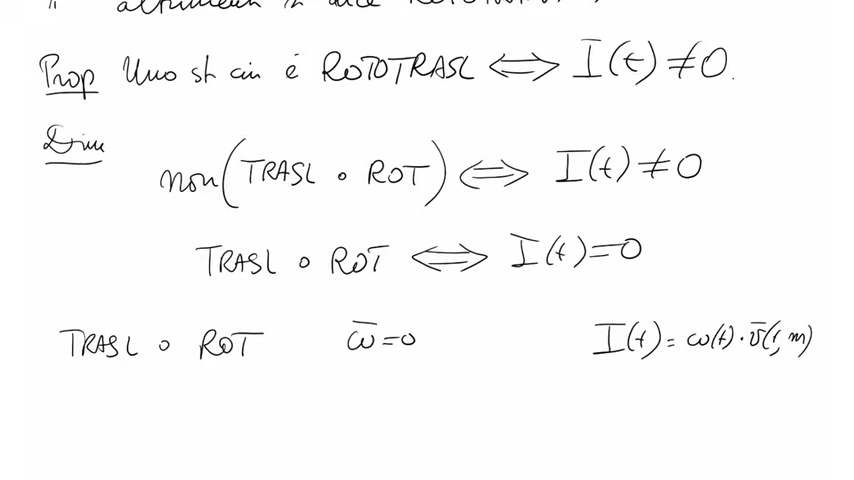 Prop Uno st cin è ROTOTRASL ⟺ I(t) ≠ 0.
Dim
non(TRASL o ROT) ⟺ I(t) ≠ 0
TRASL o ROT ⟺ I(t) = 0
TRASL o ROT ω̄ = 0 I(t) = ω(t) · v̄(t, m)